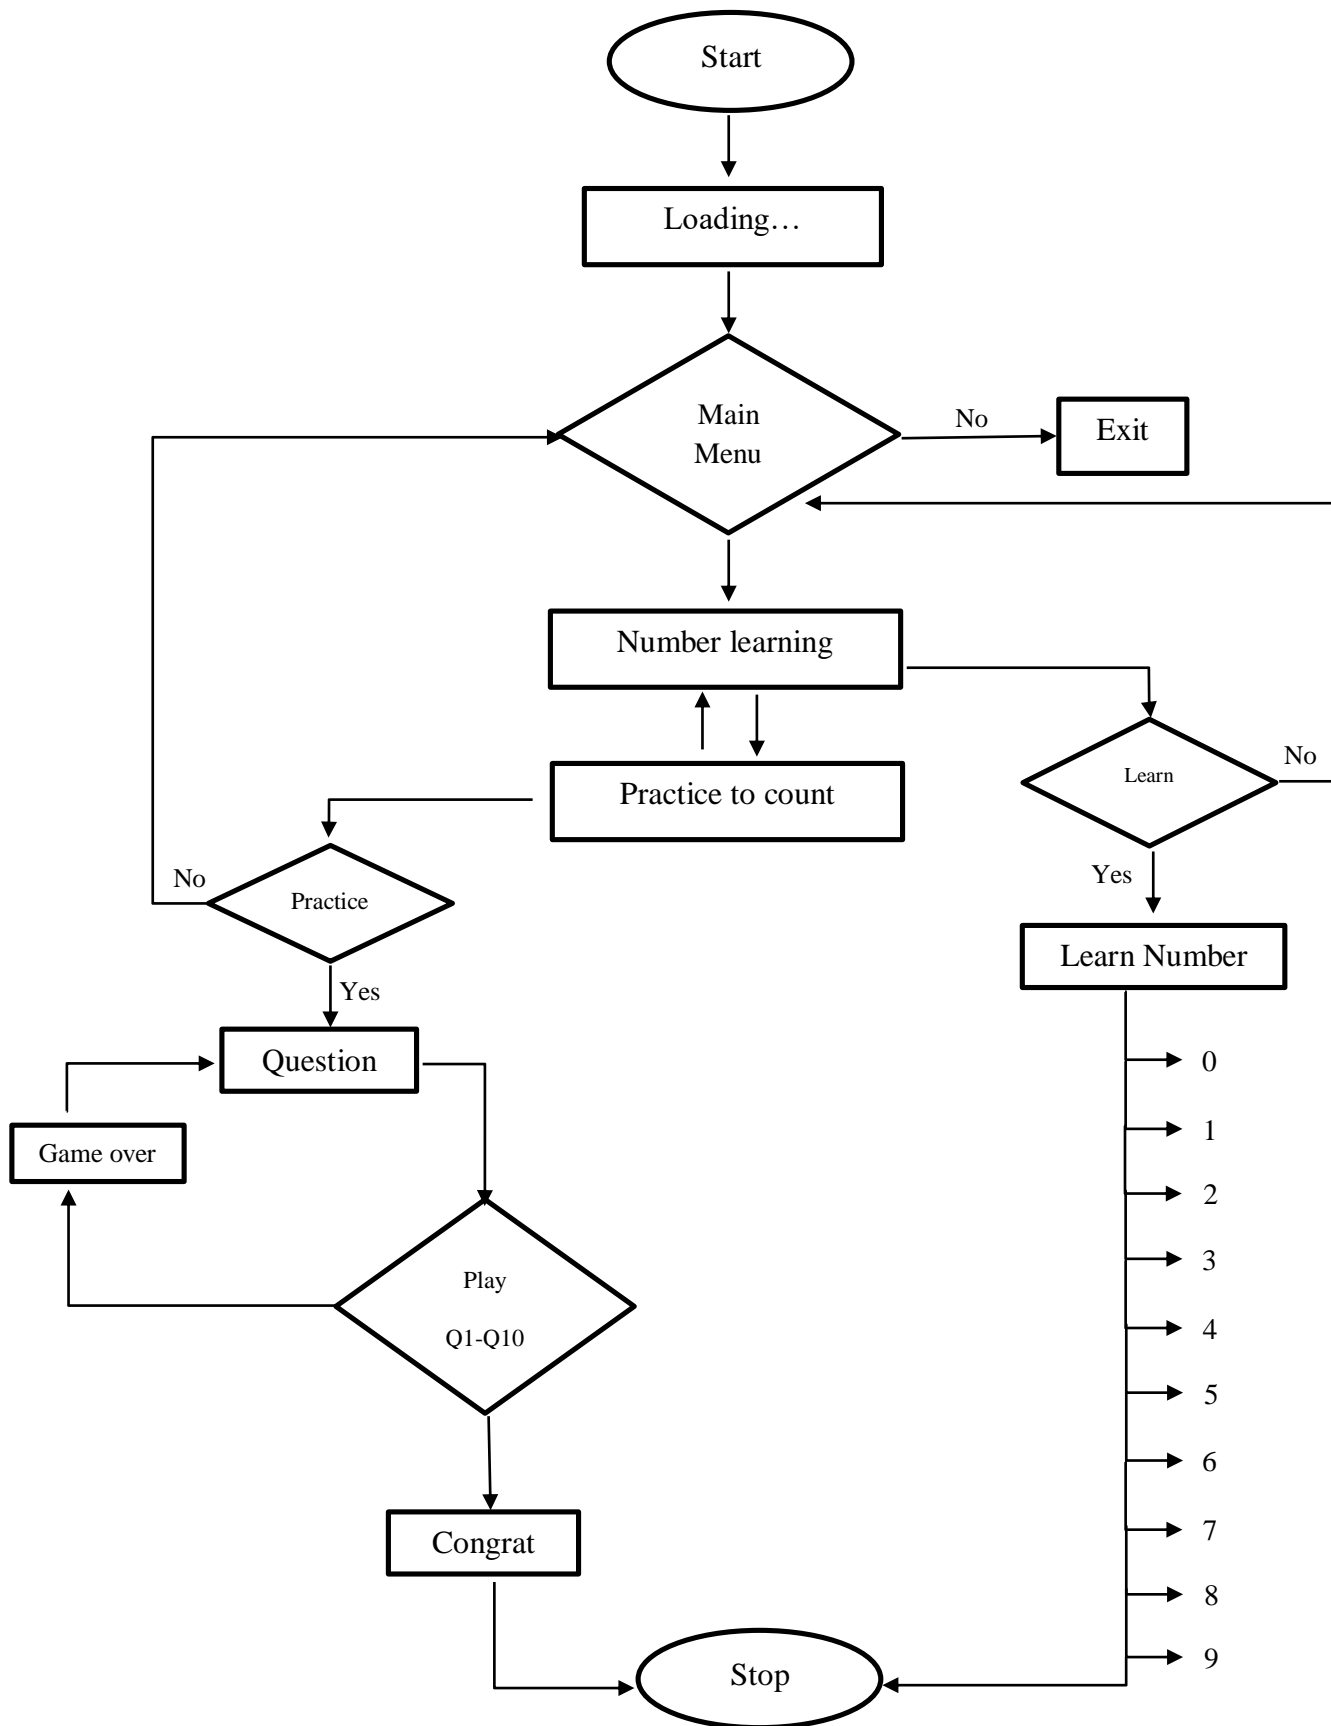 Start
Loading…
Main
Menu
No
Exit
Number learning
Practice to count
Learn
No
No
Practice
Yes
Yes
Learn Number
Question
Game over
0
1
2
3
4
5
6
7
8
9
Play
Q1-Q10
Congrat
Stop